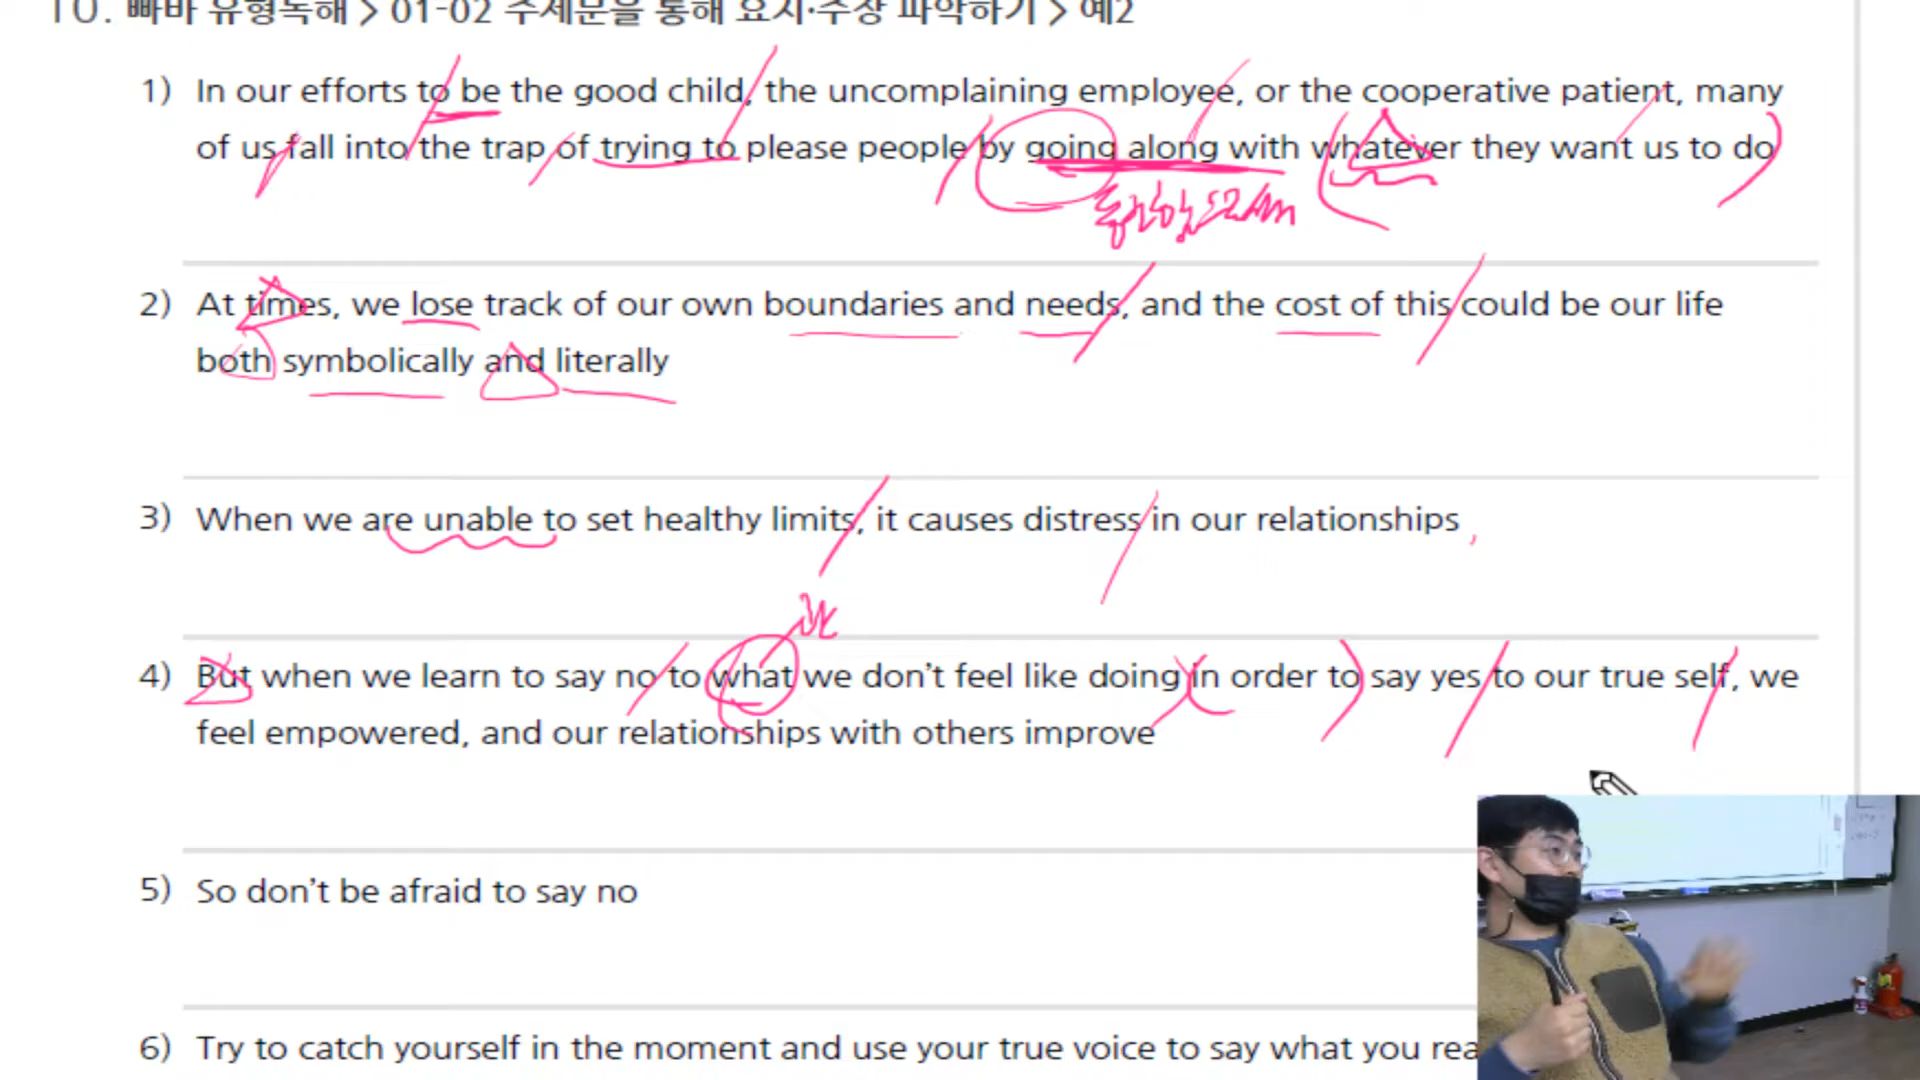 10. 빠바 유형독해 > 01-02 주제문을 통해 요지·주장 파악하기 > 예2
1) In our efforts to be the good child, the uncomplaining employee, or the cooperative patient, many
of us fall into the trap of trying to please people by going along with whatever they want us to do
2) At times, we lose track of our own boundaries and needs, and the cost of this could be our life
both symbolically and literally
3) When we are unable to set healthy limits, it causes distress in our relationships
4) But when we learn to say no to what we don't feel like doing in order to say yes to our true self, we
feel empowered, and our relationships with others improve
5) So don't be afraid to say no
6) Try to catch yourself in the moment and use your true voice to say what you rea